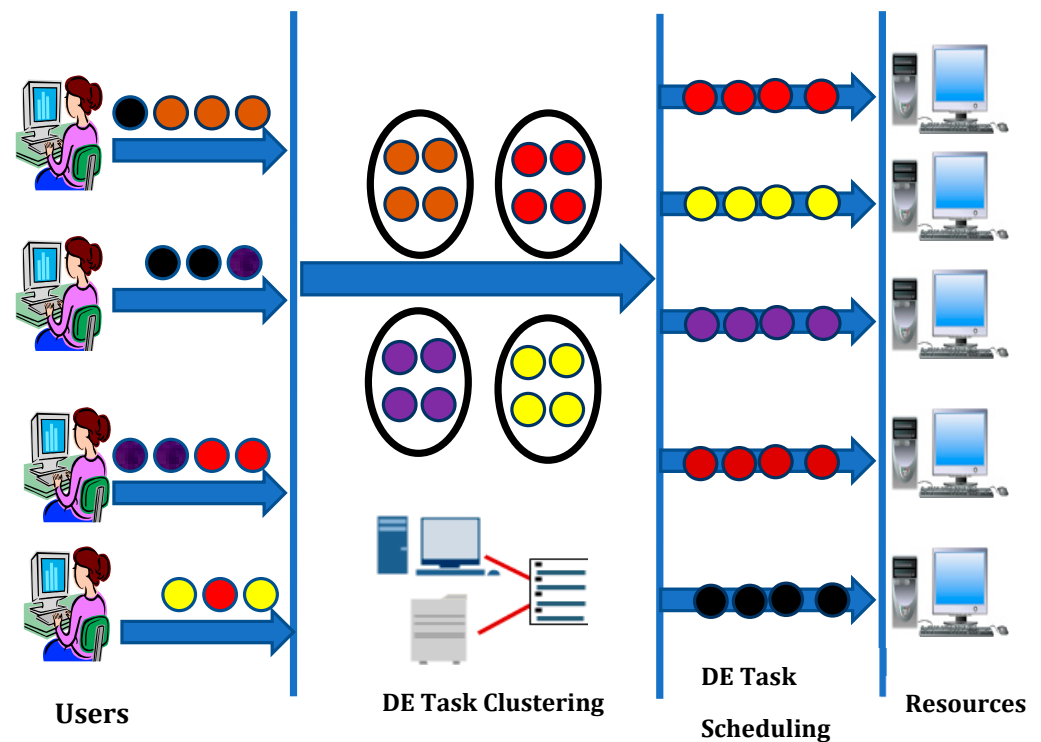 Users
DE Task Clustering
DE Task
Scheduling
Resources